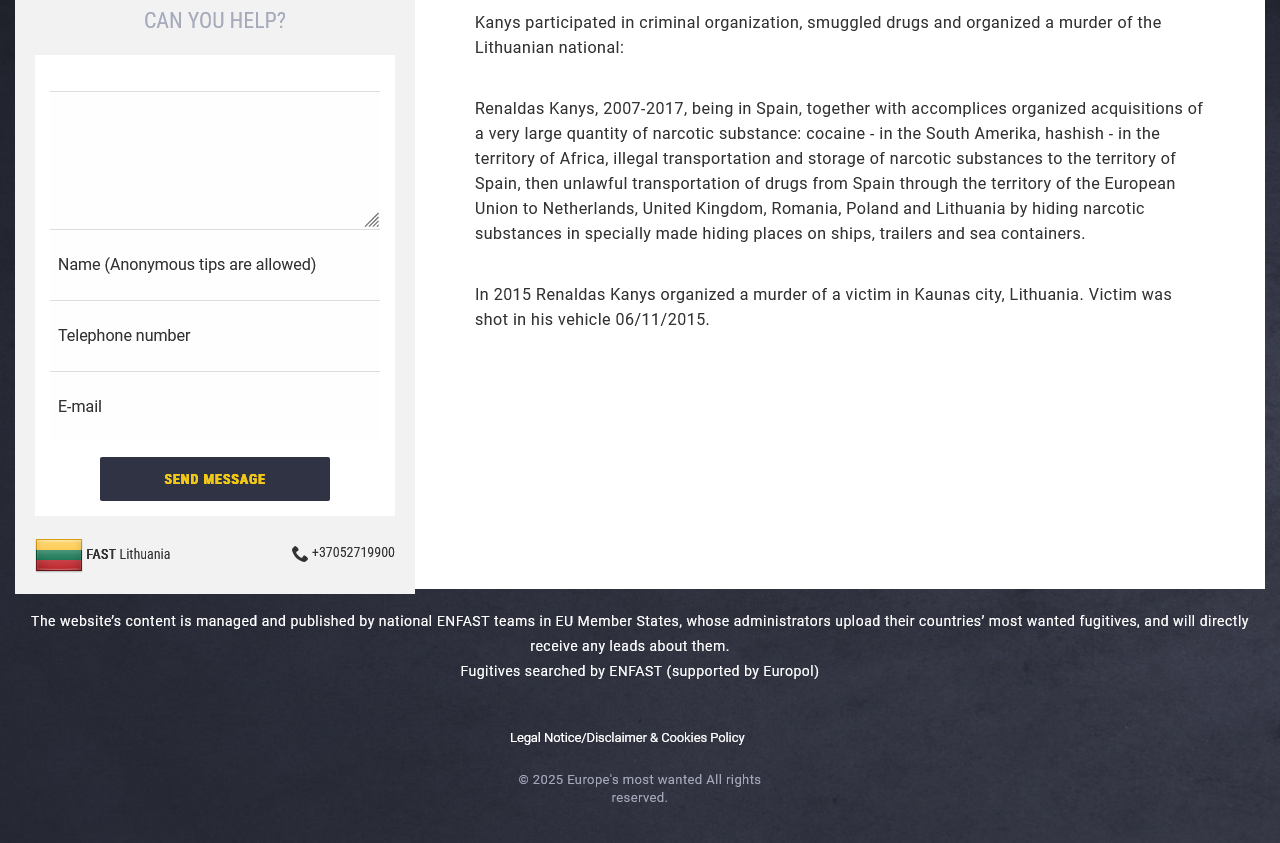 CAN YOU HELP?
Name (Anonymous tips are allowed)
Telephone number
E-mail
SEND MESSAGE
FAST Lithuania
+37052719900
Kanys participated in criminal organization, smuggled drugs and organized a murder of the
Lithuanian national:
Renaldas Kanys, 2007-2017, being in Spain, together with accomplices organized acquisitions of
a very large quantity of narcotic substance: cocaine - in the South Amerika, hashish - in the
territory of Africa, illegal transportation and storage of narcotic substances to the territory of
Spain, then unlawful transportation of drugs from Spain through the territory of the European
Union to Netherlands, United Kingdom, Romania, Poland and Lithuania by hiding narcotic
substances in specially made hiding places on ships, trailers and sea containers.
In 2015 Renaldas Kanys organized a murder of a victim in Kaunas city, Lithuania. Victim was
shot in his vehicle 06/11/2015.
The website’s content is managed and published by national ENFAST teams in EU Member States, whose administrators upload their countries’ most wanted fugitives, and will directly
receive any leads about them.
Fugitives searched by ENFAST (supported by Europol)
Legal Notice/Disclaimer & Cookies Policy
© 2025 Europe's most wanted All rights
reserved.